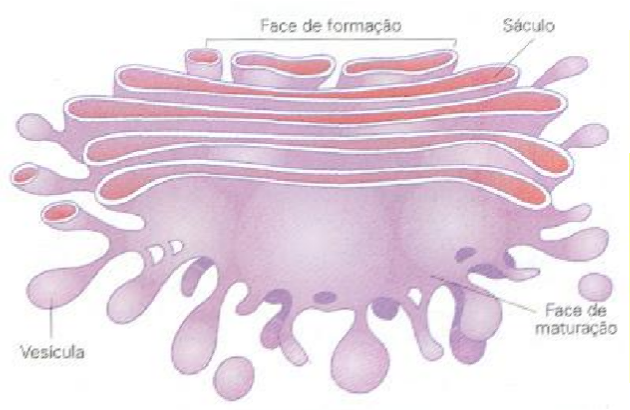 Face de formação
Sáculo
Face de
maturação
Vesícula